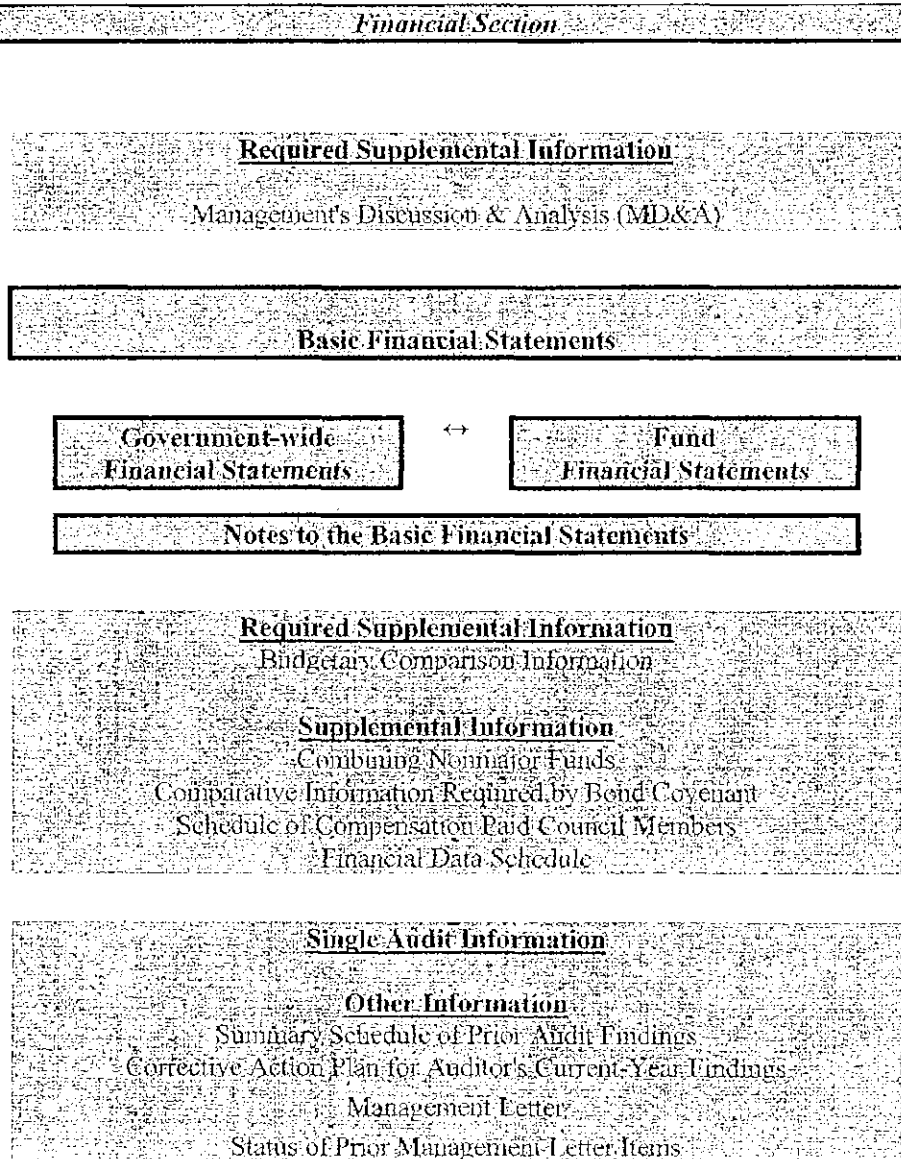 Financial Section
Required Supplemental Information
Management's Discussion & Analysis (MD&A)
Basic Financial Statements
Government-wide ↔ Fund
Financial Statements Financial Statements
Notes to the Basic Financial Statements
Required Supplemental Information
Budgetary Comparison Information
Supplemental Information
Combining Nonmajor Funds
Comparative Information Required by Bond Covenant
Schedule of Compensation Paid Council Members
Financial Data Schedule
Single Audit Information
Other Information
Summary Schedule of Prior Audit Findings
Corrective Action Plan for Auditor's Current-Year Findings
Management Letter
Status of Prior Management Letter Items